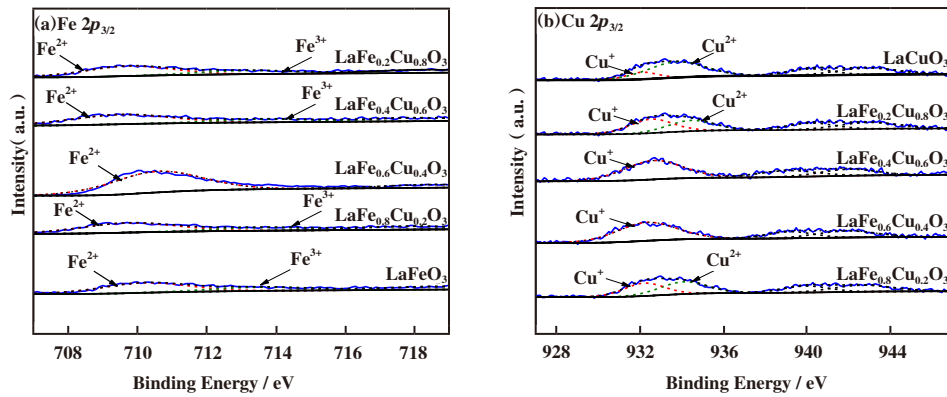 (a)Fe 2p3/2
Fe2+
Fe3+
LaFe0.2Cu0.8O3
Fe2+
Fe3+
LaFe0.4Cu0.6O3
Fe2+
LaFe0.6Cu0.4O3
Fe2+
Fe3+
LaFe0.8Cu0.2O3
Fe2+
Fe3+
LaFeO3
Intensity( a.u. )
708 710 712 714 716 718
Binding Energy / eV
(b)Cu 2p3/2
Cu+
Cu2+
LaCuO3
Cu+
Cu2+
LaFe0.2Cu0.8O3
Cu+
LaFe0.4Cu0.6O3
Cu+
LaFe0.6Cu0.4O3
Cu+
Cu2+
LaFe0.8Cu0.2O3
Intensity ( a.u. )
928 932 936 940 944
Binding Energy / eV